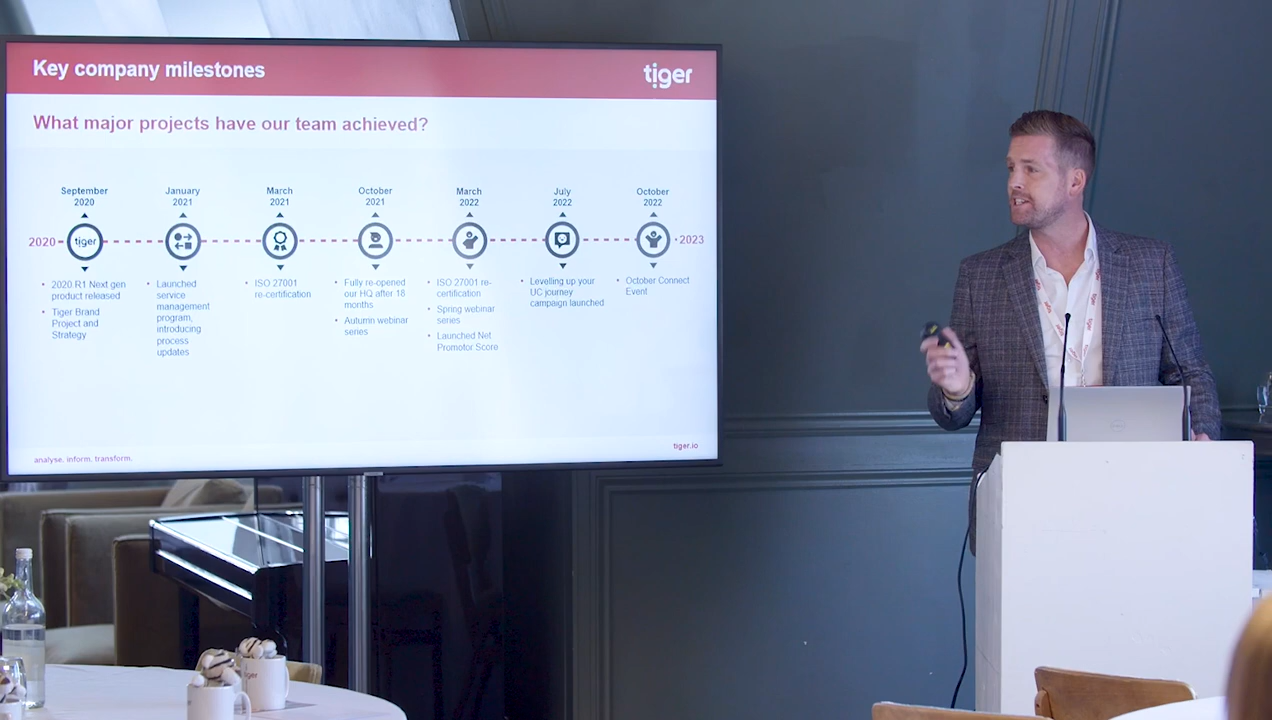 Key company milestones
tiger
What major projects have our team achieved?
September
2020
January
2021
March
2021
October
2021
March
2022
July
2022
October
2022
2020
tiger
2023
• 2020.R1 Next gen
product released
• Tiger Brand
Project and
Strategy
• Launched
service
management
program,
introducing
process
updates
• ISO 27001
re-certification
• Fully re-opened
our HQ after 18
months
• Autumn webinar
series
• ISO 27001 re-
certification
• Spring webinar
series
• Launched Net
Promotor Score
• Levelling up your
UC journey
campaign launched
• October Connect
Event
analyse. inform. transform.
tiger.io